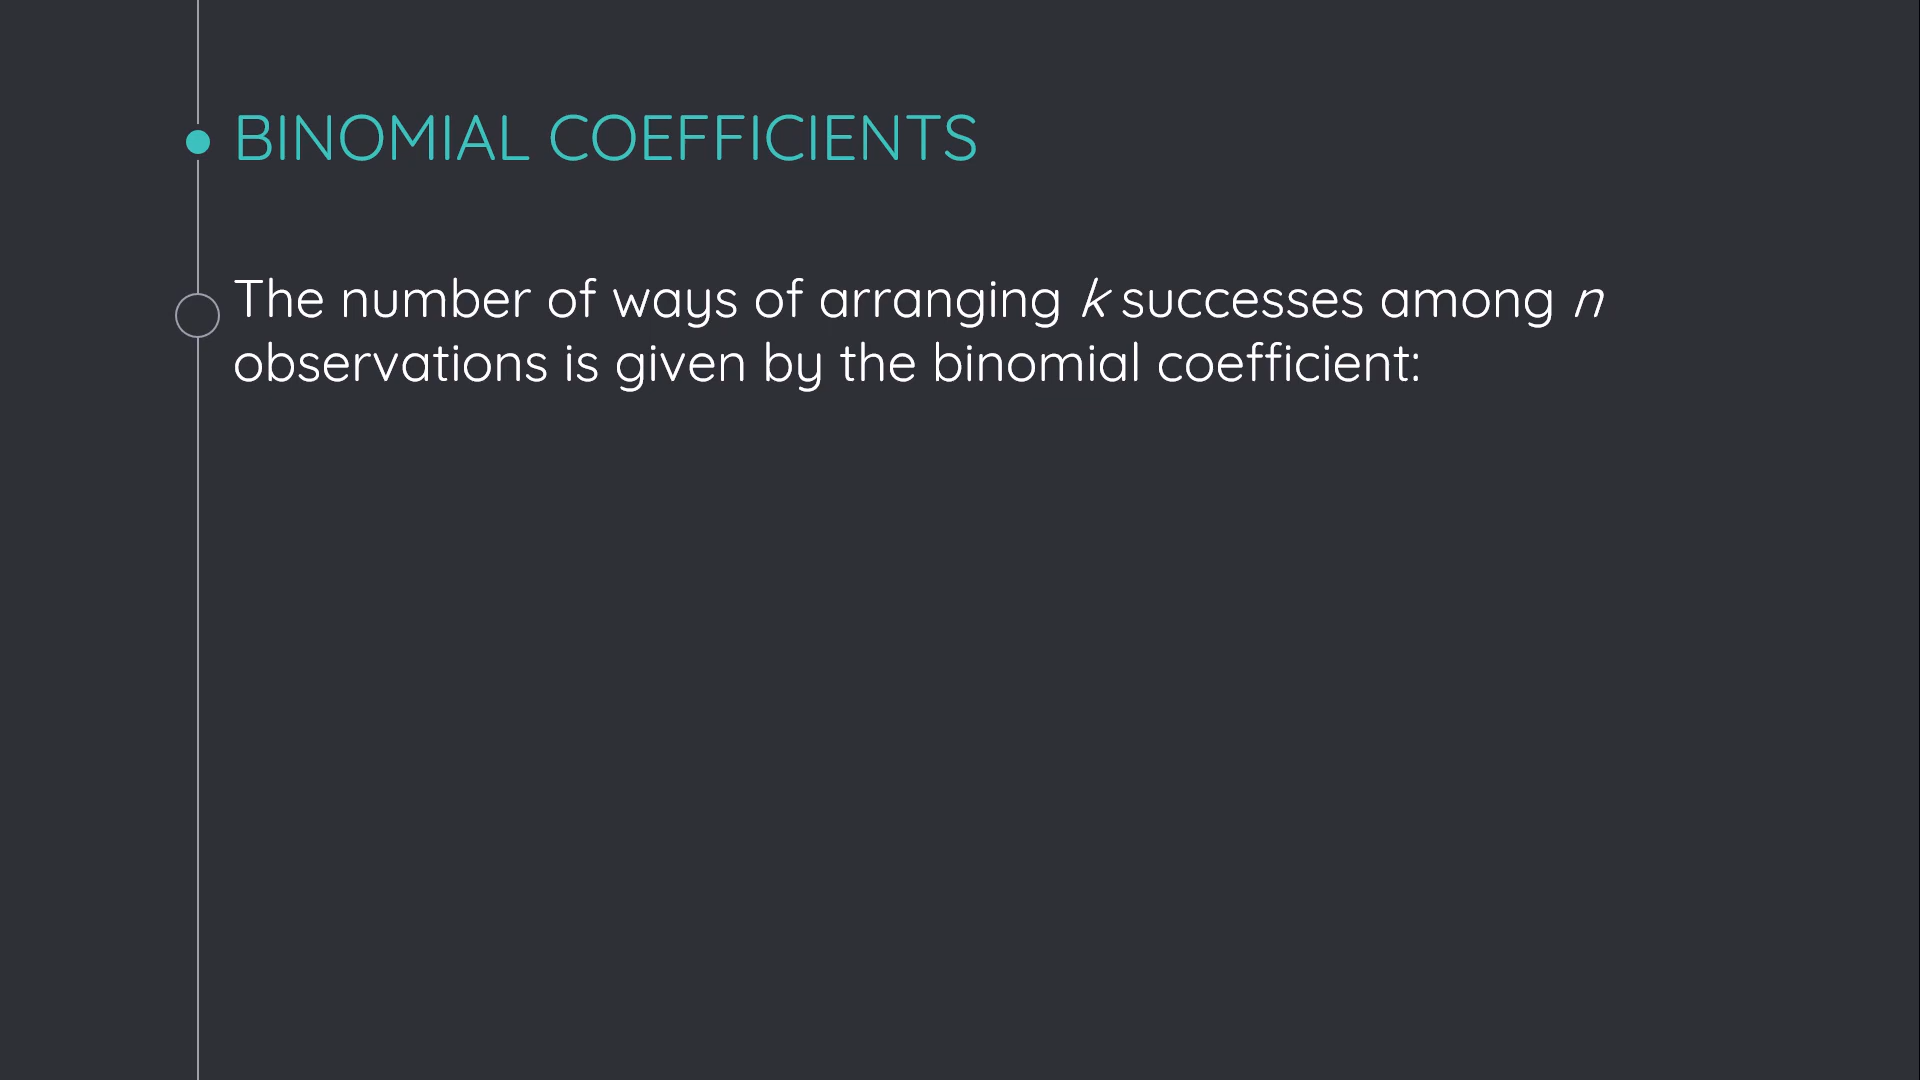 BINOMIAL COEFFICIENTS
The number of ways of arranging k successes among n
observations is given by the binomial coefficient: